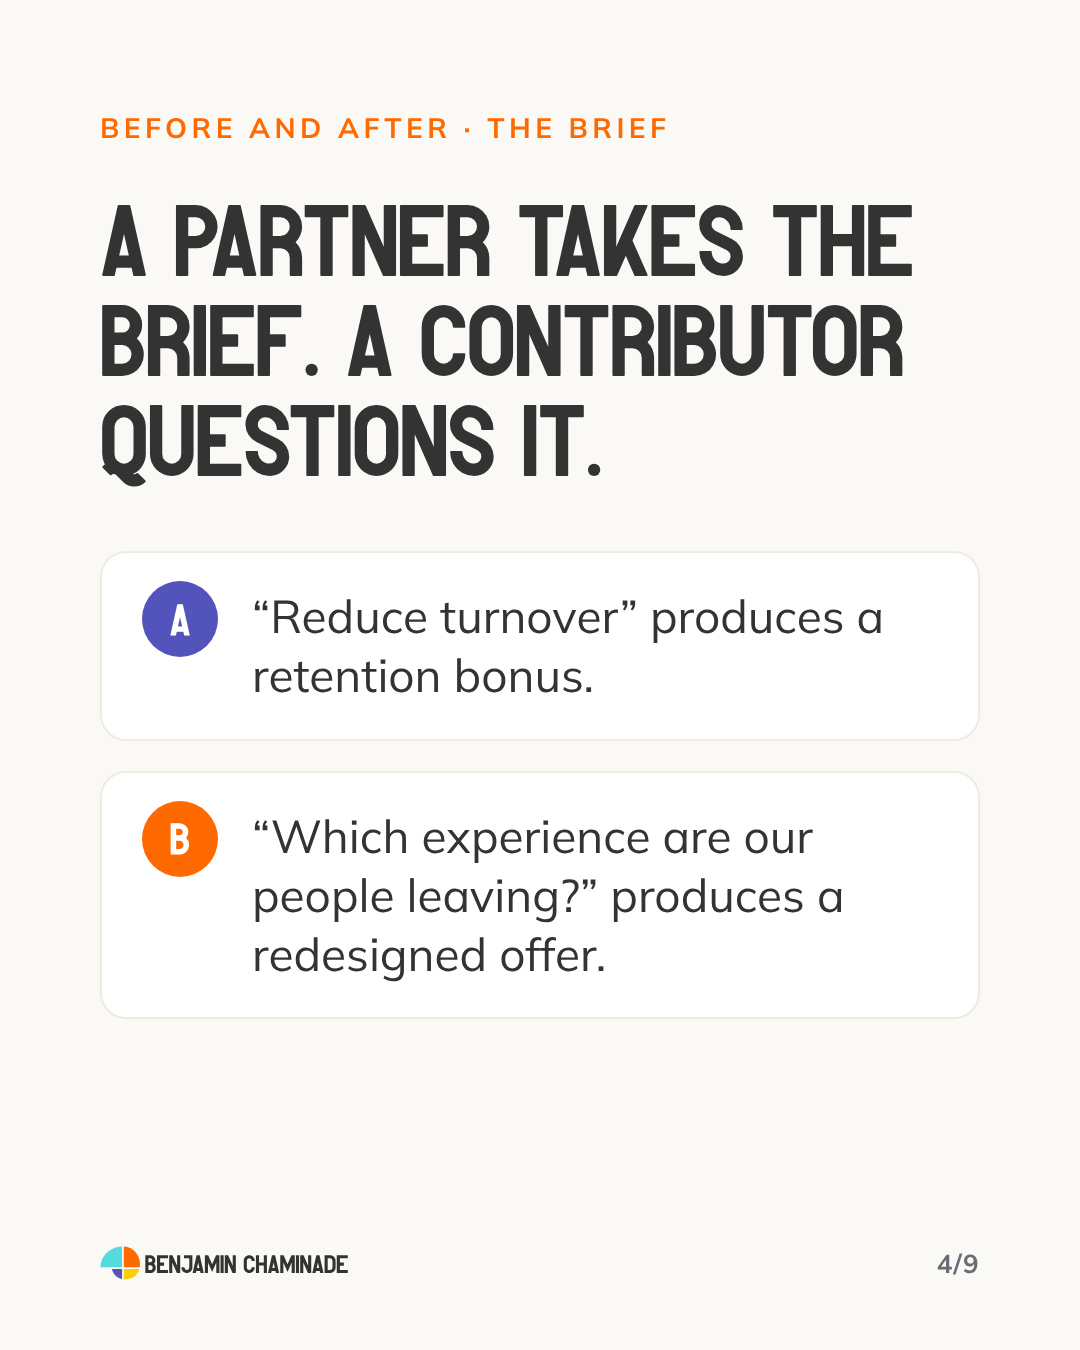 BEFORE AND AFTER · THE BRIEF
A PARTNER TAKES THE
BRIEF. A CONTRIBUTOR
QUESTIONS IT.
A
“Reduce turnover” produces a
retention bonus.
B
“Which experience are our
people leaving?” produces a
redesigned offer.
BENJAMIN CHAMINADE
4/9